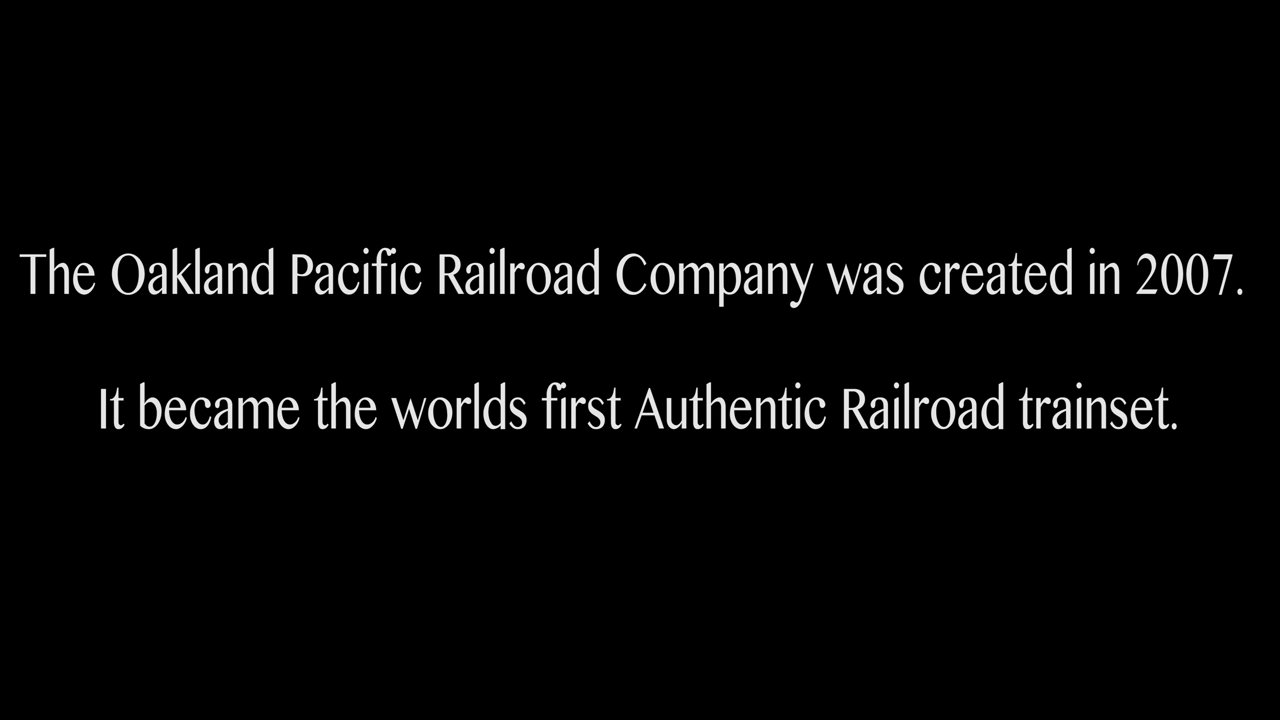 The Oakland Pacific Railroad Company was created in 2007.
It became the worlds first Authentic Railroad trainset.